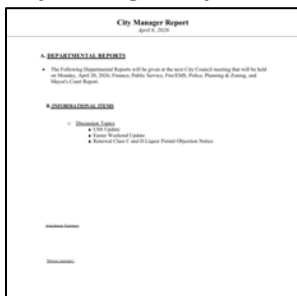 City Manager Report
April 6, 2026
A. DEPARTMENTAL REPORTS
The Following Departmental Reports will be given at the next City Council meeting that will be held
on Monday, April 20, 2026: Finance, Public Service, Fire/EMS, Police, Planning & Zoning, and
Mayor's Court Report.
B. INFORMATIONAL ITEMS
Discussion Topics
USS Update
Easter Weekend Update
Renewal Class C and D Liquor Permit Objection Notice